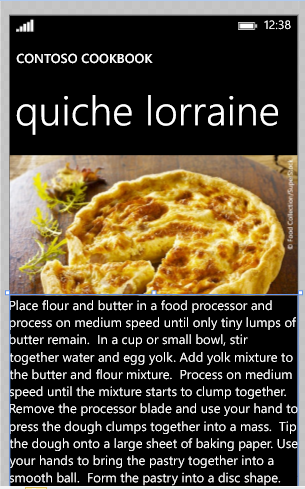 12:38
CONTOSO COOKBOOK
quiche lorraine
© Food Collection/SuperStock
Place flour and butter in a food processor and
process on medium speed until only tiny lumps of
butter remain.  In a cup or small bowl, stir
together water and egg yolk. Add yolk mixture to
the butter and flour mixture.  Process on medium
speed until the mixture starts to clump together.
Remove the processor blade and use your hand to
press the dough clumps together into a mass.  Tip
the dough onto a large sheet of baking paper. Use
your hands to bring the pastry together into a
smooth ball.  Form the pastry into a disc shape.